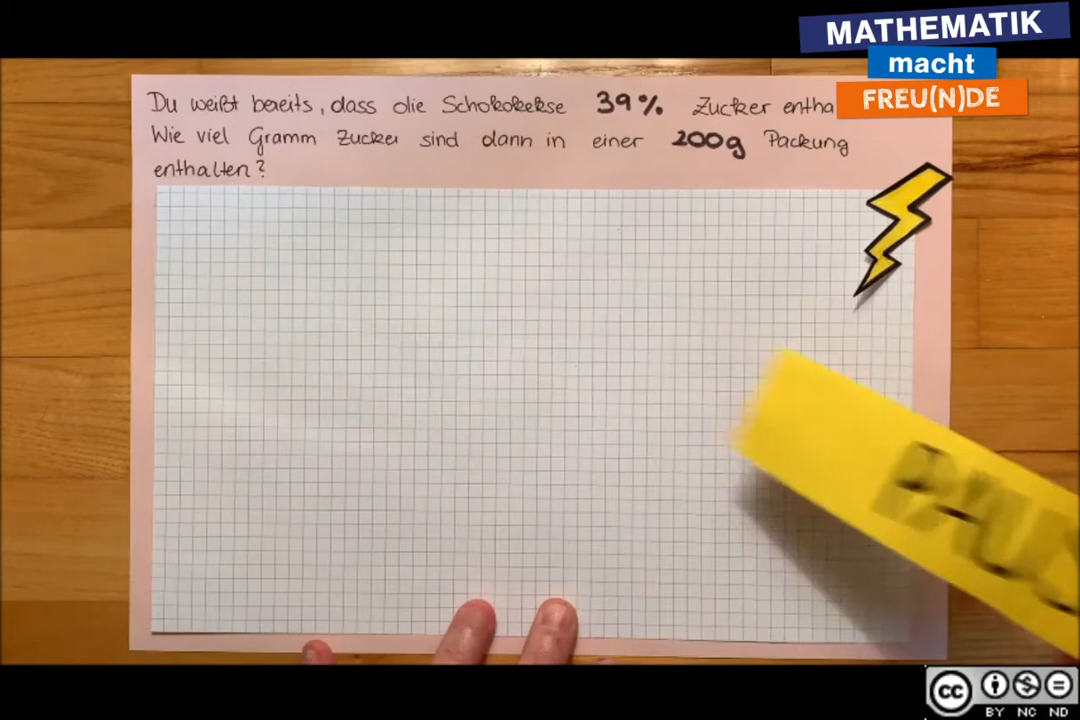 MATHEMATIK
macht
FREU(N)DE
Du weißt bereits, dass die Schokokekse 39% Zucker
Wie viel Gramm Zucker sind dann in einer 200g Packung
enthalten?
CC
BY NC ND